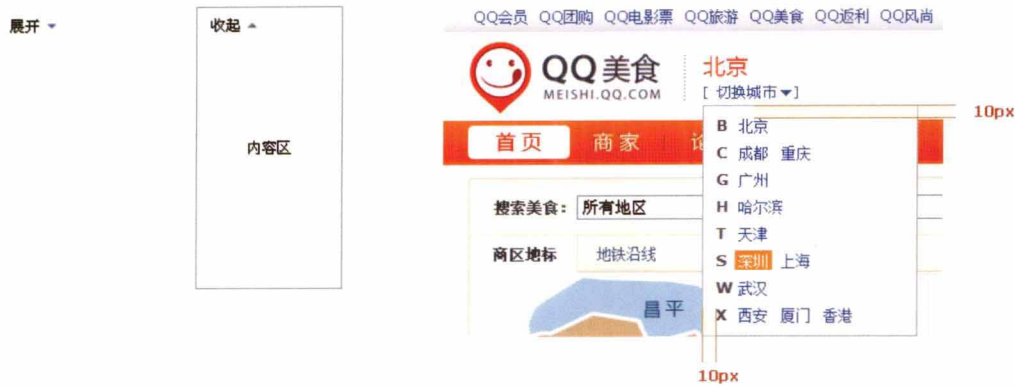 展开
收起
内容区
QQ会员 QQ团购 QQ电影票 QQ旅游 QQ美食 QQ返利 QQ风尚
QQ美食
MEISHI.QQ.COM
北京
[ 切换城市 ]
10px
首页 商家
B 北京
C 成都 重庆
G 广州
H 哈尔滨
T 天津
S 深圳 上海
W 武汉
X 西安 厦门 香港
搜索美食: 所有地区
商区地标 地铁沿线
昌平
10px